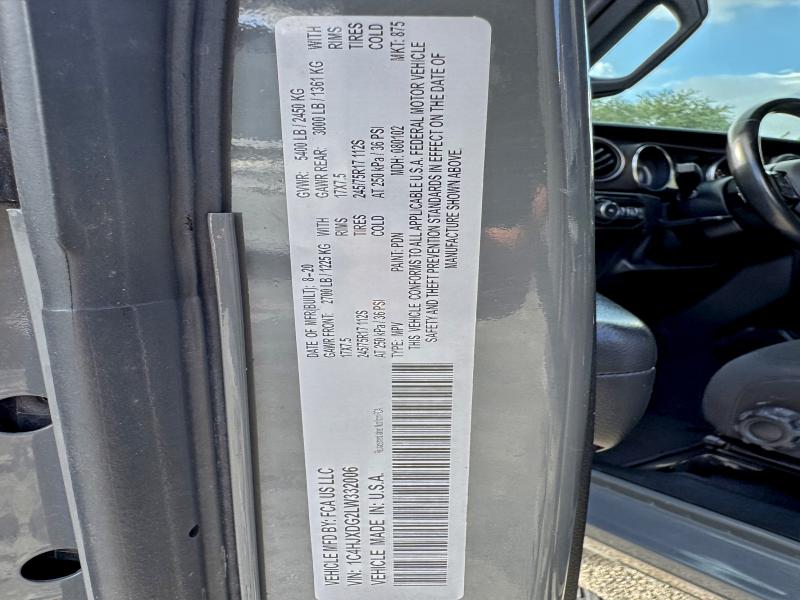 VEHICLE MFD BY: FCA US LLC
DATE OF MFR(BUILT): 8-20
GVWR: 5400 LB / 2450 KG
GAWR FRONT: 2700 LB / 1225 KG WITH
GAWR REAR: 3000 LB / 1361 KG WITH
17X7.5 RIMS
17X7.5 RIMS
245/75R17 112S TIRES
245/75R17 112S TIRES
AT 250 kPa / 36 PSI COLD
AT 250 kPa / 36 PSI COLD
VIN: 1C4HJXDG2LW332006
TYPE: MPV PAINT: PDN MDH: 080102 MKT: 875
VEHICLE MADE IN: U.S.A.
THIS VEHICLE CONFORMS TO ALL APPLICABLE U.S.A. FEDERAL MOTOR VEHICLE
SAFETY AND THEFT PREVENTION STANDARDS IN EFFECT ON THE DATE OF
MANUFACTURE SHOWN ABOVE.